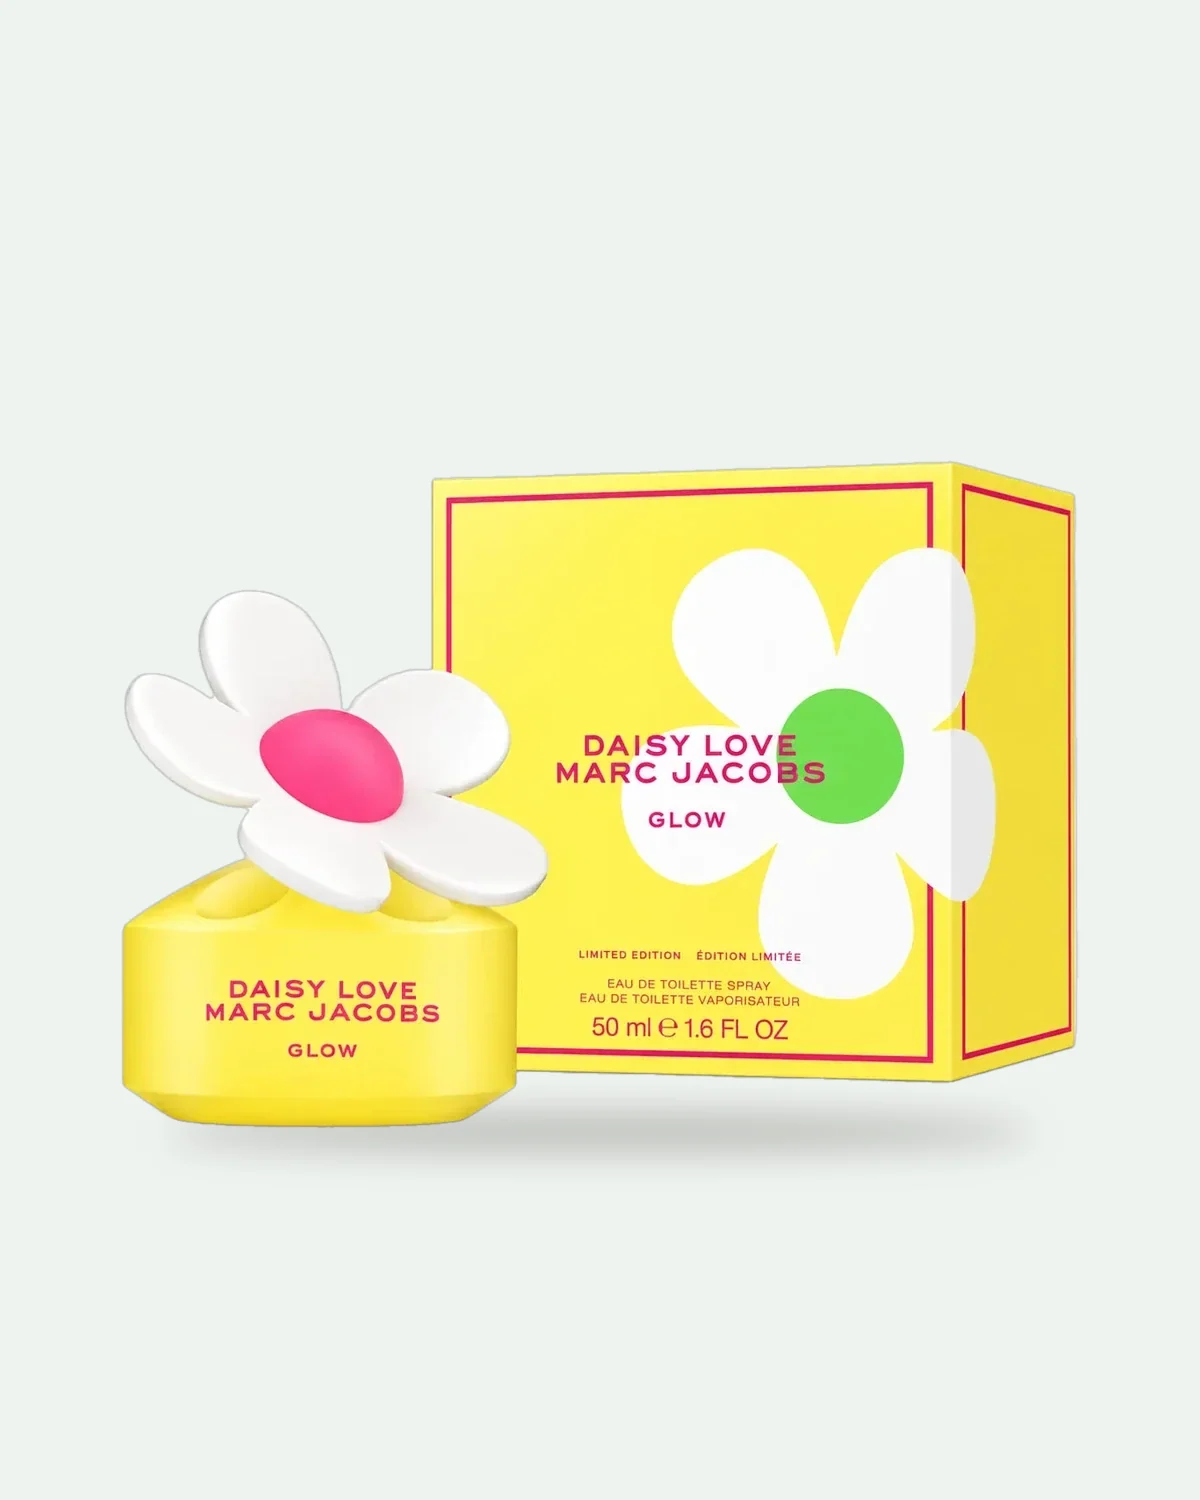 DAISY LOVE
MARC JACOBS
GLOW
LIMITED EDITION ÉDITION LIMITÉE
EAU DE TOILETTE SPRAY
EAU DE TOILETTE VAPORISATEUR
50 ml ℮ 1.6 FL OZ
DAISY LOVE
MARC JACOBS
GLOW